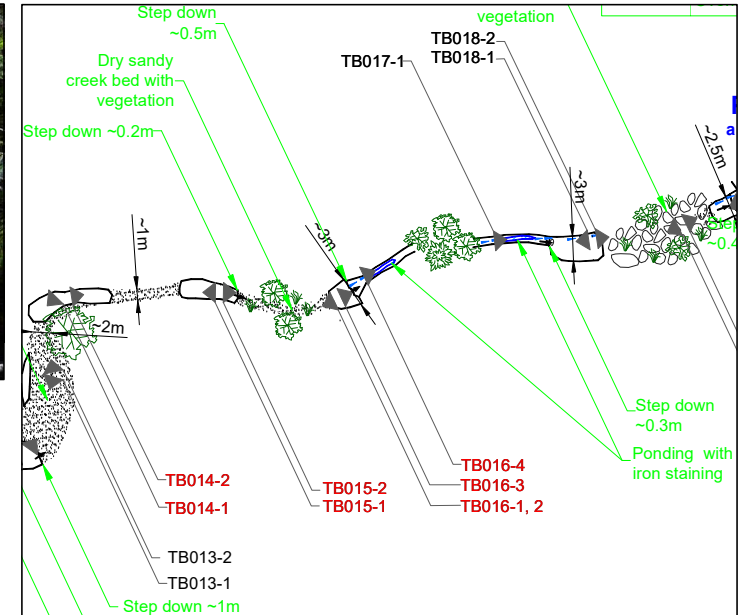 Step down
~0.5m
vegetation
TB018-2
TB018-1
TB017-1
Dry sandy
creek bed with
vegetation
Step down ~0.2m
a
~2.5m
~3m
~1m
~3m
Step
~0.4
~2m
Step down
~0.3m
Ponding with
iron staining
TB016-4
TB016-3
TB016-1, 2
TB015-2
TB015-1
TB014-2
TB014-1
TB013-2
TB013-1
Step down ~1m